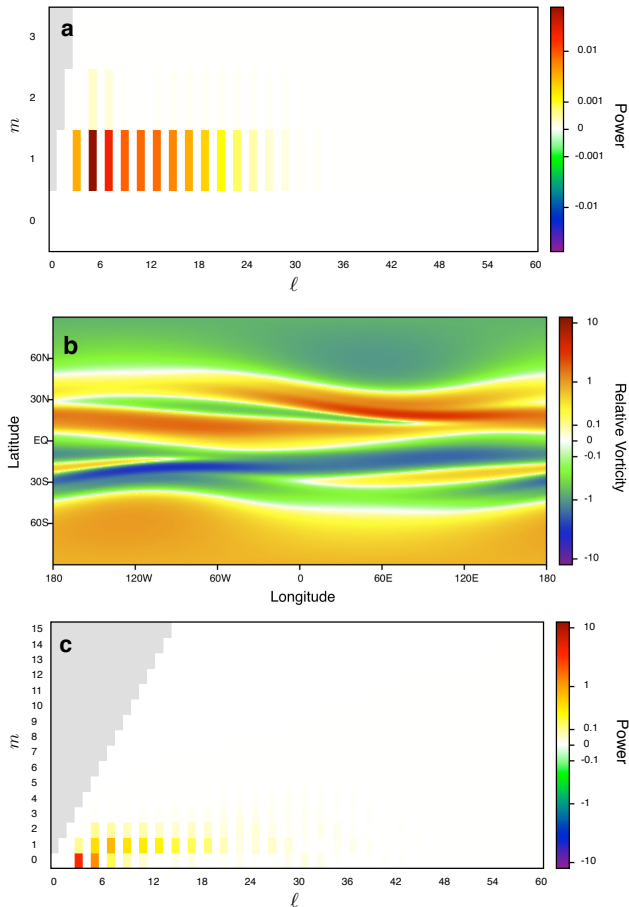 a
3
2
1
0
m
0 6 12 18 24 30 36 42 48 54 60
ℓ
0.01
0.001
0
-0.001
-0.01
Power
b
60N
30N
EQ
30S
60S
Latitude
180 120W 60W 0 60E 120E 180
Longitude
10
1
0.1
0
-0.1
-1
-10
Relative Vorticity
c
15
14
13
12
11
10
9
8
7
6
5
4
3
2
1
0
m
0 6 12 18 24 30 36 42 48 54 60
ℓ
10
1
0.1
0
-0.1
-1
-10
Power